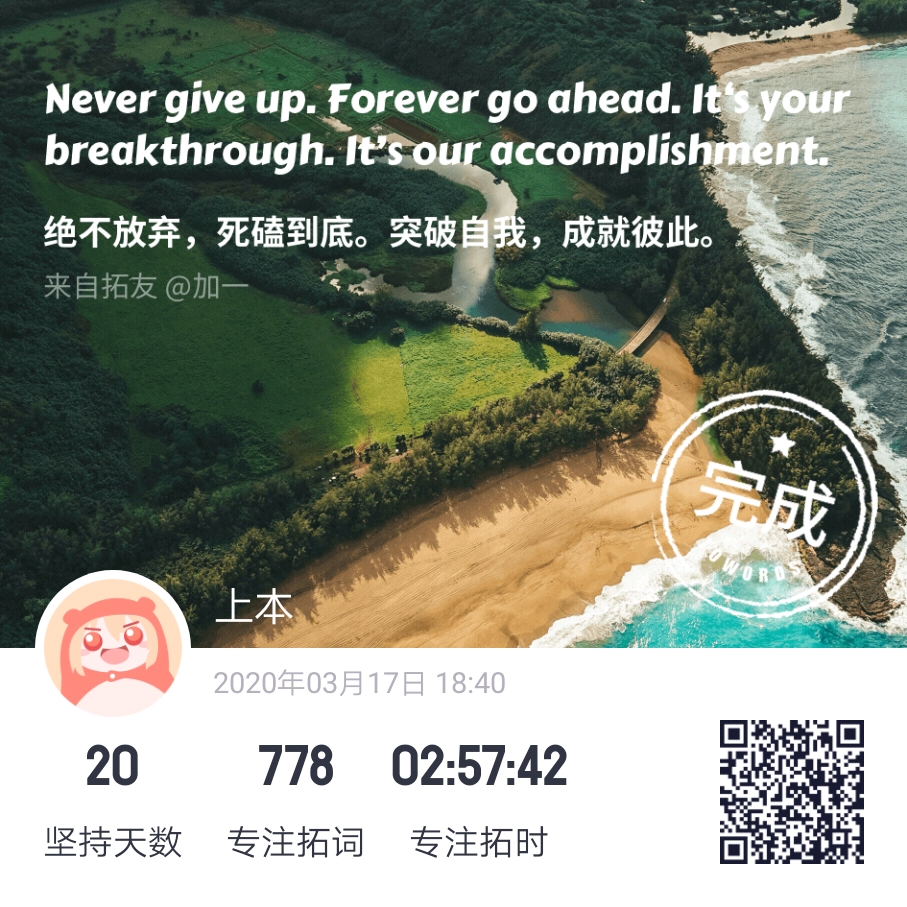 Never give up. Forever go ahead. It‘s your
breakthrough. It’s our accomplishment.
绝不放弃，死磕到底。突破自我，成就彼此。
来自拓友 @加一
完成
OWORDS
上本
2020年03月17日 18:40
20 778 02:57:42
坚持天数 专注拓词 专注拓时